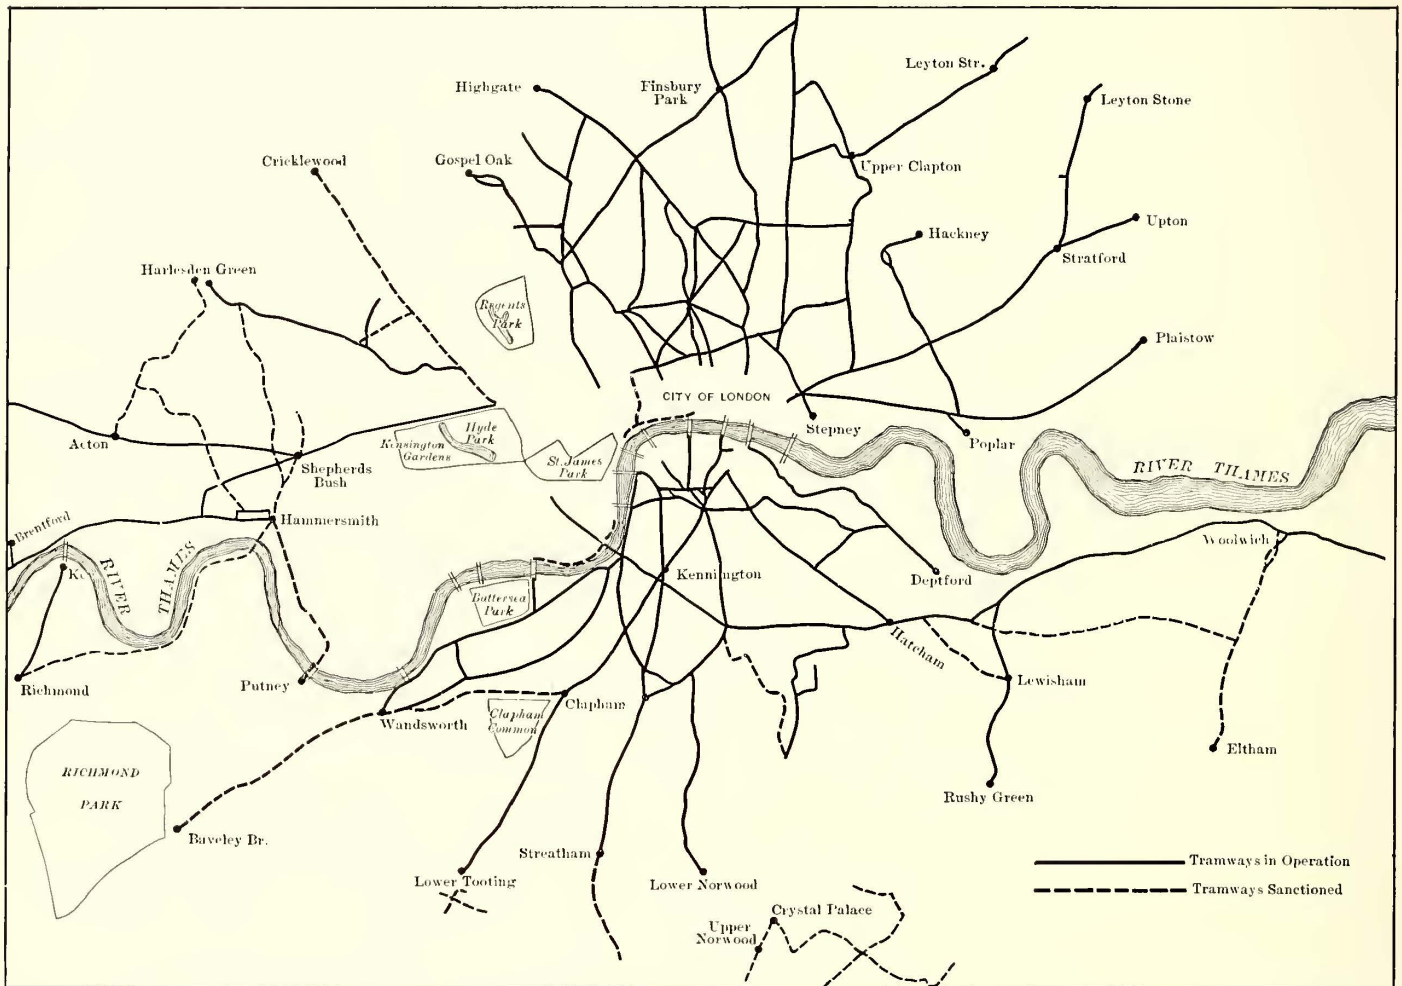 Leyton Str.
Highgate
Finsbury
Park
Leyton Stone
Cricklewood
Gospel Oak
Upper Clapton
Upton
Hackney
Stratford
Harlesden Green
Regents
Park
Plaistow
CITY OF LONDON
Acton
Kensington
Gardens
Hyde
Park
St. James
Park
Stepney
Poplar
Shepherds
Bush
RIVER THAMES
Brentford
Hammersmith
Woolwich
RIVER
THAMES
Kennington
Deptford
Battersea
Park
Hatcham
Richmond
Putney
Lewisham
Wandsworth
Clapham
Clapham
Common
Eltham
RICHMOND
PARK
Rushy Green
Baveley Br.
Streatham
Lower Tooting
Lower Norwood
Tramways in Operation
Tramways Sanctioned
Crystal Palace
Upper
Norwood